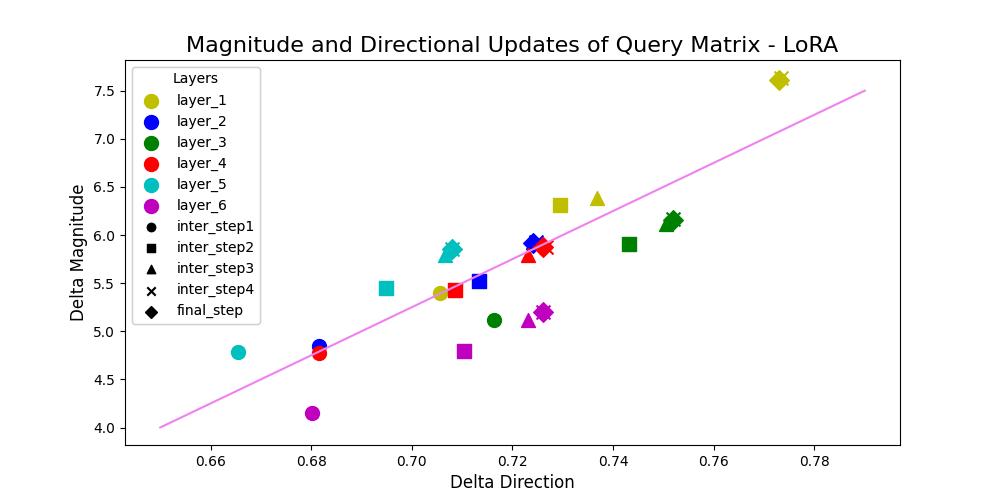 Magnitude and Directional Updates of Query Matrix - LoRA
Layers
layer_1
layer_2
layer_3
layer_4
layer_5
layer_6
inter_step1
inter_step2
inter_step3
inter_step4
final_step
Delta Magnitude
7.5
7.0
6.5
6.0
5.5
5.0
4.5
4.0
0.66 0.68 0.70 0.72 0.74 0.76 0.78
Delta Direction